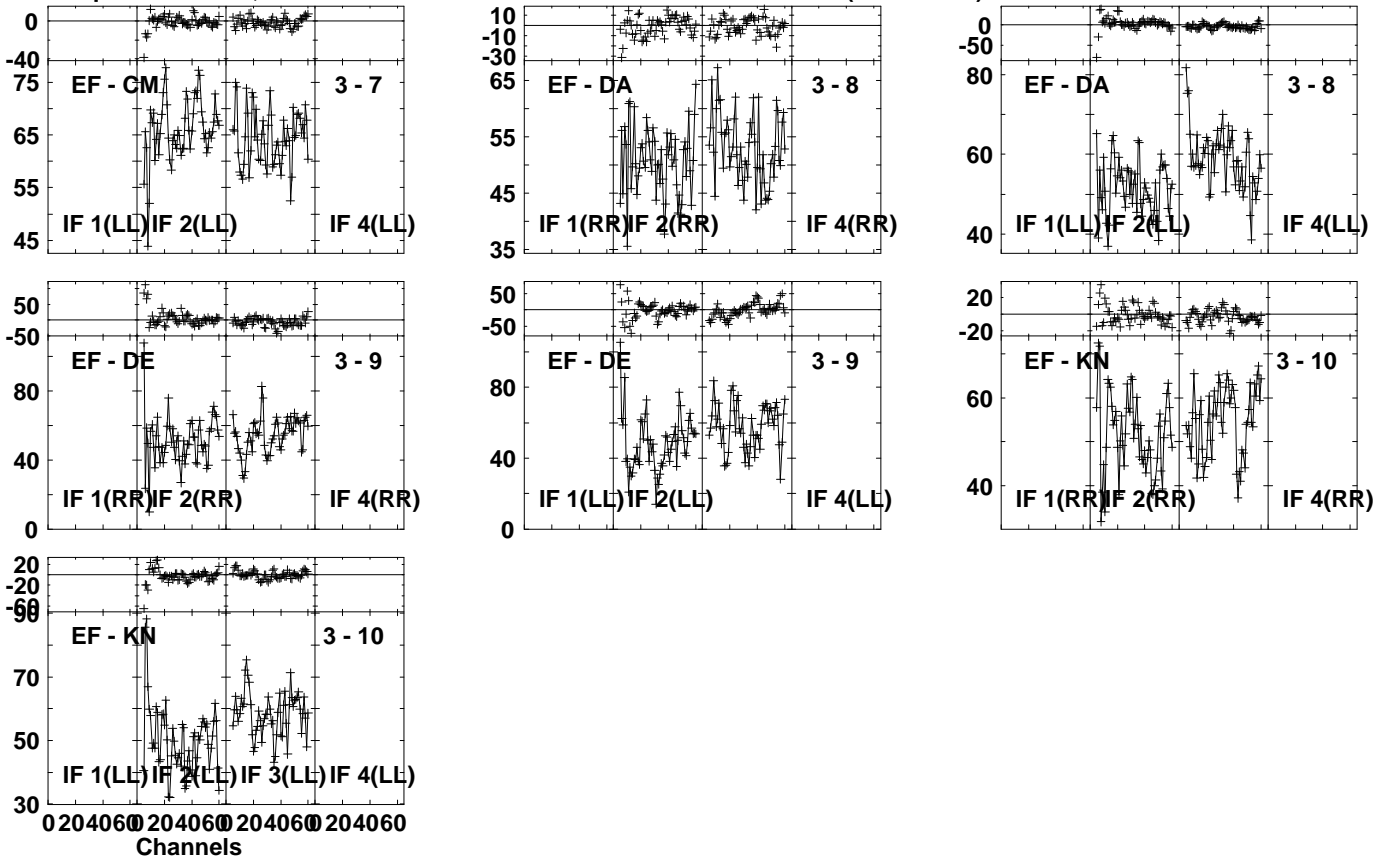 0
-40
EF - CM 3 - 7
75
65
55
45
IF 1(LL) IF 2(LL) IF 4(LL)
10
-10
-30
EF - DA 3 - 8
65
55
45
35
IF 1(RR) IF 2(RR) IF 4(RR)
0
-50
EF - DA 3 - 8
80
60
40
IF 1(LL) IF 2(LL) IF 4(LL)
50
-50
EF - DE 3 - 9
80
60
40
0
IF 1(RR) IF 2(RR) IF 4(RR)
50
-50
EF - DE 3 - 9
80
60
40
0
IF 1(LL) IF 2(LL) IF 4(LL)
20
-20
EF - KN 3 - 10
60
40
IF 1(RR) IF 2(RR) IF 4(RR)
20
-20
-60
90
EF - KN 3 - 10
70
50
30
IF 1(LL) IF 2(LL) IF 3(LL) IF 4(LL)
0 20 40 60 0 20 40 60 0 20 40 60 0 20 40 60
Channels